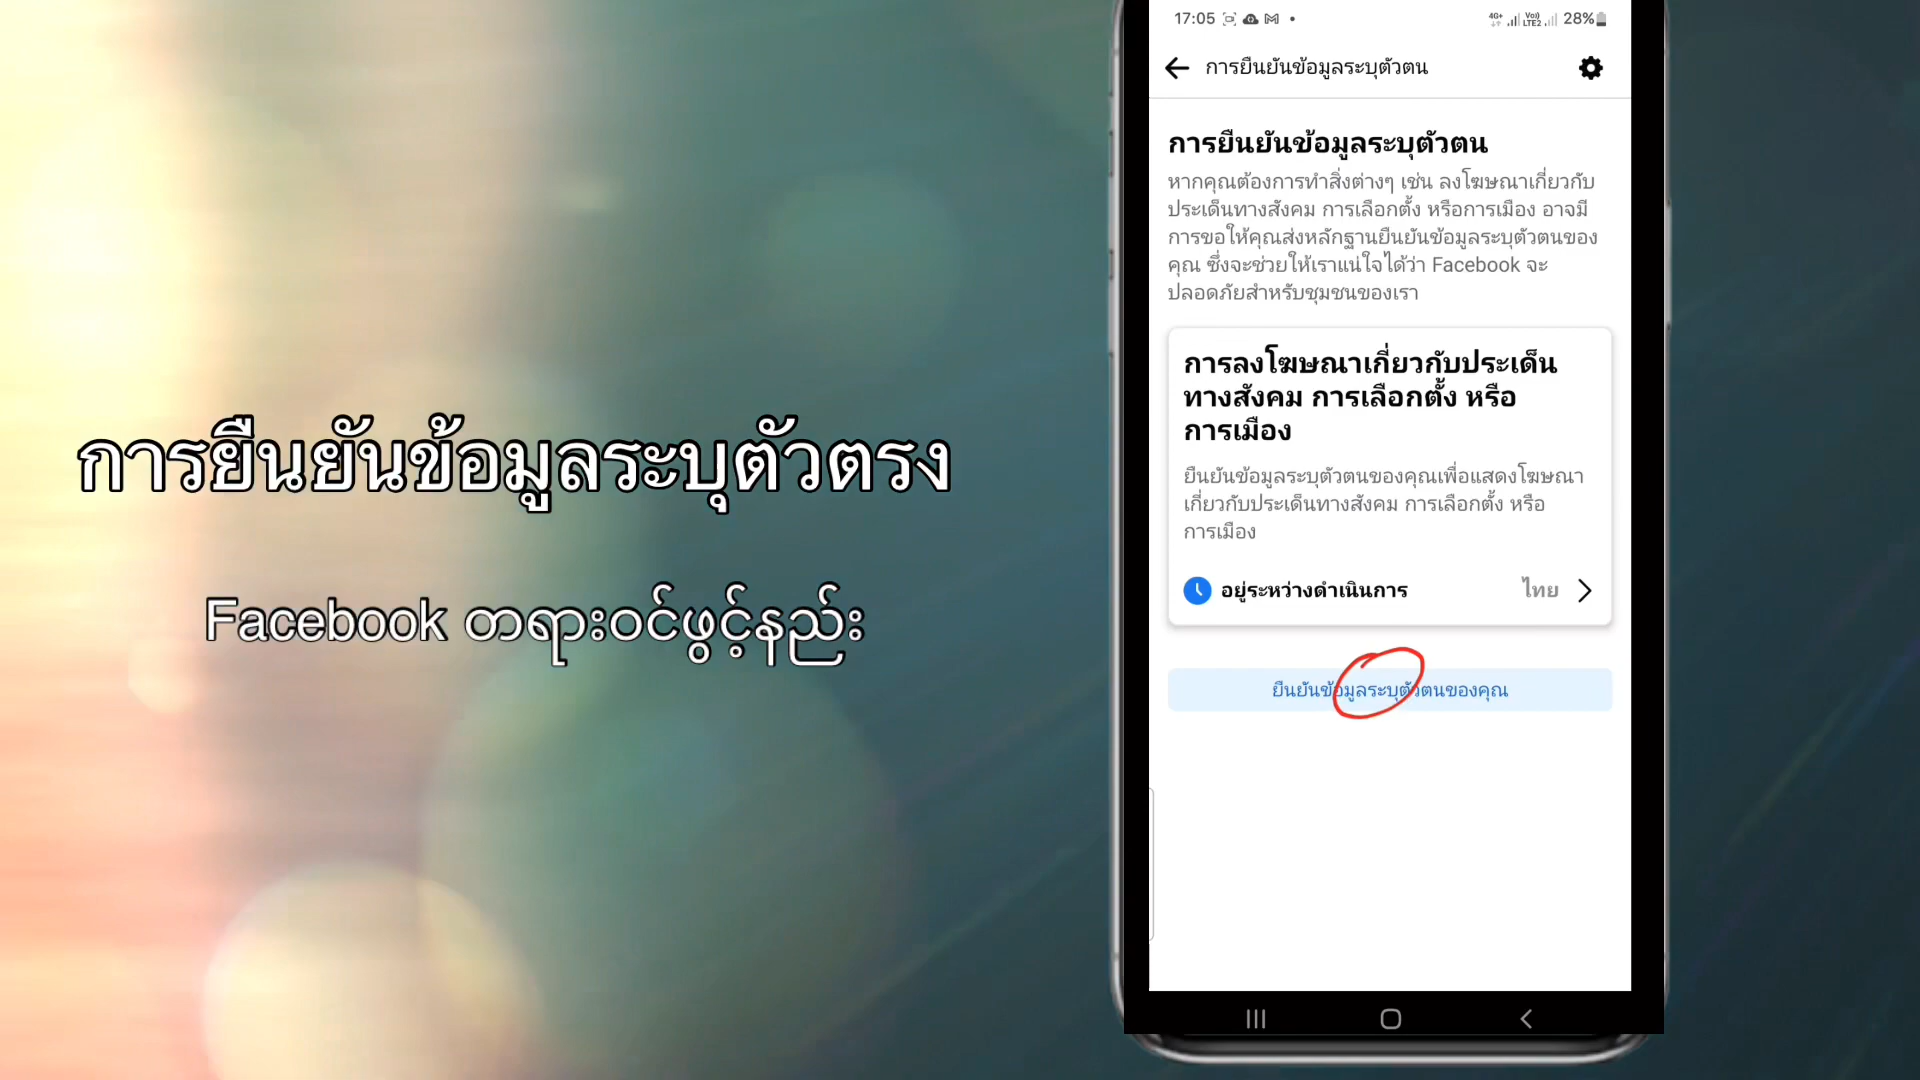 การยืนยันข้อมูลระบุตัวตรง
Facebook တရားဝင်ဖွင့်နည်း
17:05
4G+ Vo) LTE2 28%
การยืนยันข้อมูลระบุตัวตน
การยืนยันข้อมูลระบุตัวตน
หากคุณต้องการทำสิ่งต่างๆ เช่น ลงโฆษณาเกี่ยวกับ
ประเด็นทางสังคม การเลือกตั้ง หรือการเมือง อาจมี
การขอให้คุณส่งหลักฐานยืนยันข้อมูลระบุตัวตนของ
คุณ ซึ่งจะช่วยให้เราแน่ใจได้ว่า Facebook จะ
ปลอดภัยสำหรับชุมชนของเรา
การลงโฆษณาเกี่ยวกับประเด็น
ทางสังคม การเลือกตั้ง หรือ
การเมือง
ยืนยันข้อมูลระบุตัวตนของคุณเพื่อแสดงโฆษณา
เกี่ยวกับประเด็นทางสังคม การเลือกตั้ง หรือ
การเมือง
อยู่ระหว่างดำเนินการ ไทย
ยืนยันข้อมูลระบุตัวตนของคุณ